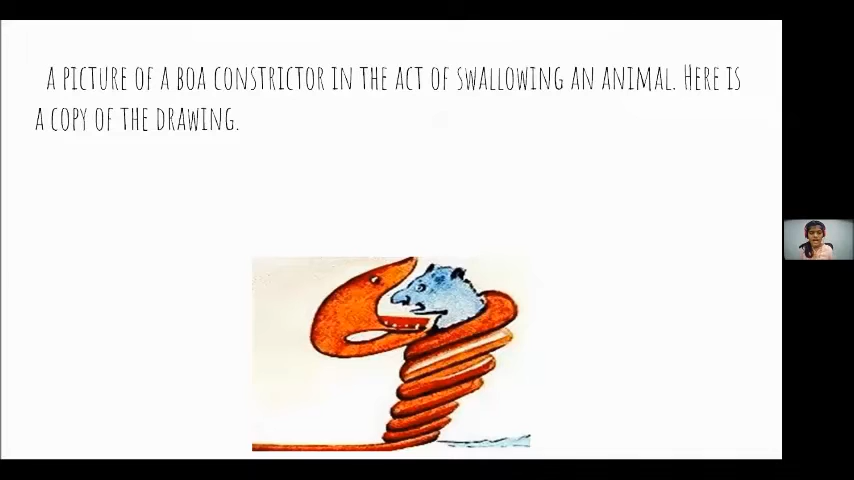 A PICTURE OF A BOA CONSTRICTOR IN THE ACT OF SWALLOWING AN ANIMAL. HERE IS
A COPY OF THE DRAWING.